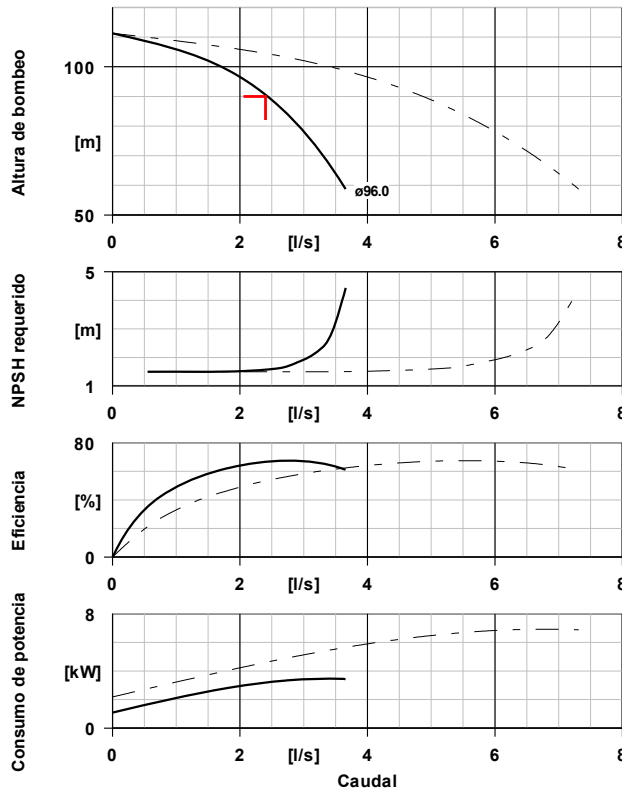 Altura de bombeo
100
[m]
50
ø96.0
0 2 [l/s] 4 6 8
NPSH requerido
5
[m]
1
0 2 [l/s] 4 6 8
Eficiencia
80
[%]
0
0 2 [l/s] 4 6 8
Consumo de potencia
8
[kW]
0
0 2 [l/s] 4 6 8
Caudal